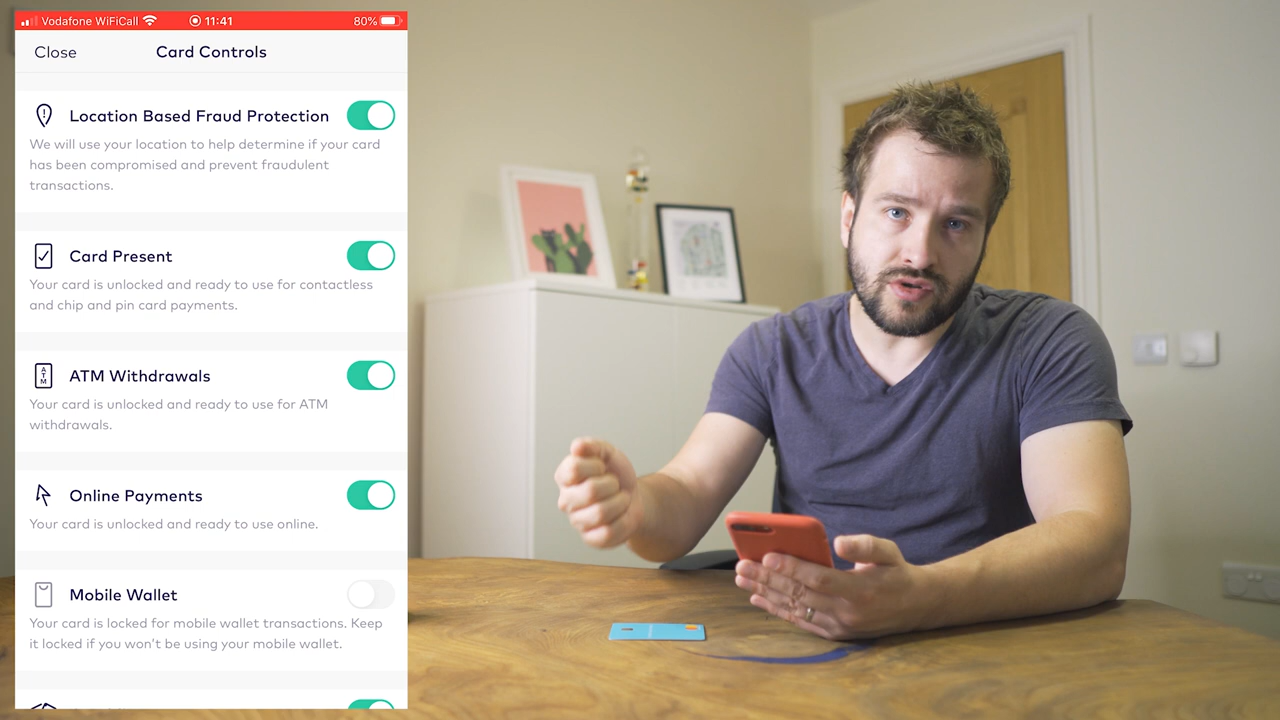 Vodafone WiFiCall 11:41 80%
Close Card Controls
Location Based Fraud Protection
We will use your location to help determine if your card
has been compromised and prevent fraudulent
transactions.
Card Present
Your card is unlocked and ready to use for contactless
and chip and pin card payments.
ATM
ATM Withdrawals
Your card is unlocked and ready to use for ATM
withdrawals.
Online Payments
Your card is unlocked and ready to use online.
Mobile Wallet
Your card is locked for mobile wallet transactions. Keep
it locked if you won't be using your mobile wallet.